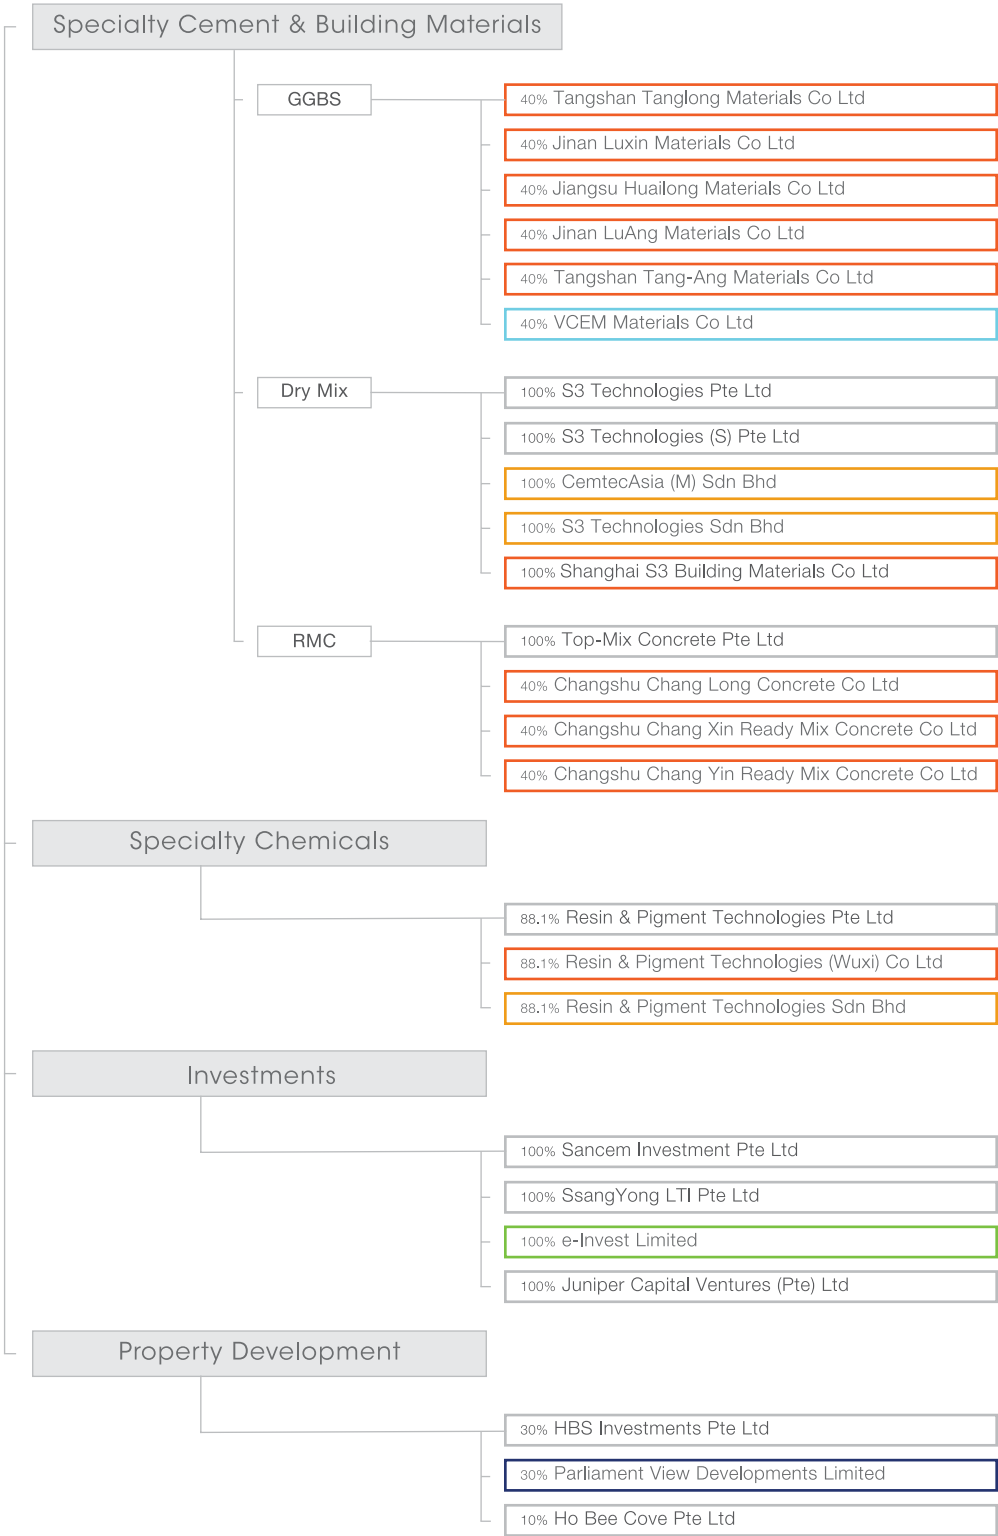 Specialty Cement & Building Materials
GGBS
40% Tangshan Tanglong Materials Co Ltd
40% Jinan Luxin Materials Co Ltd
40% Jiangsu Huailong Materials Co Ltd
40% Jinan LuAng Materials Co Ltd
40% Tangshan Tang-Ang Materials Co Ltd
40% VCEM Materials Co Ltd
Dry Mix
100% S3 Technologies Pte Ltd
100% S3 Technologies (S) Pte Ltd
100% CemtecAsia (M) Sdn Bhd
100% S3 Technologies Sdn Bhd
100% Shanghai S3 Building Materials Co Ltd
RMC
100% Top-Mix Concrete Pte Ltd
40% Changshu Chang Long Concrete Co Ltd
40% Changshu Chang Xin Ready Mix Concrete Co Ltd
40% Changshu Chang Yin Ready Mix Concrete Co Ltd
Specialty Chemicals
88.1% Resin & Pigment Technologies Pte Ltd
88.1% Resin & Pigment Technologies (Wuxi) Co Ltd
88.1% Resin & Pigment Technologies Sdn Bhd
Investments
100% Sancem Investment Pte Ltd
100% SsangYong LTI Pte Ltd
100% e-Invest Limited
100% Juniper Capital Ventures (Pte) Ltd
Property Development
30% HBS Investments Pte Ltd
30% Parliament View Developments Limited
10% Ho Bee Cove Pte Ltd